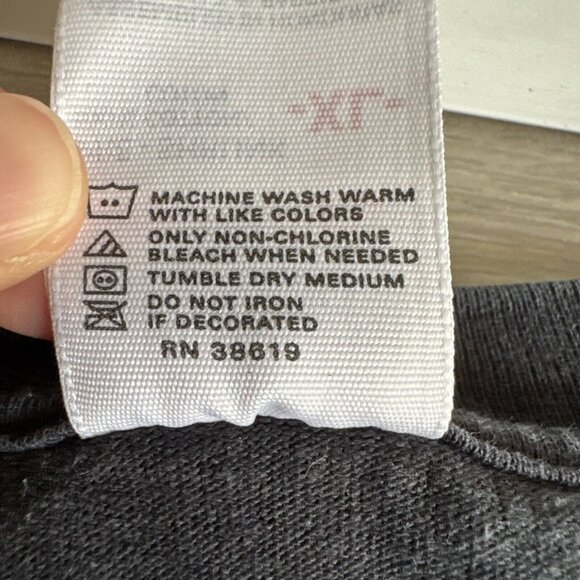 -XL-
MACHINE WASH WARM
WITH LIKE COLORS
ONLY NON-CHLORINE
BLEACH WHEN NEEDED
TUMBLE DRY MEDIUM
DO NOT IRON
IF DECORATED
RN 38619